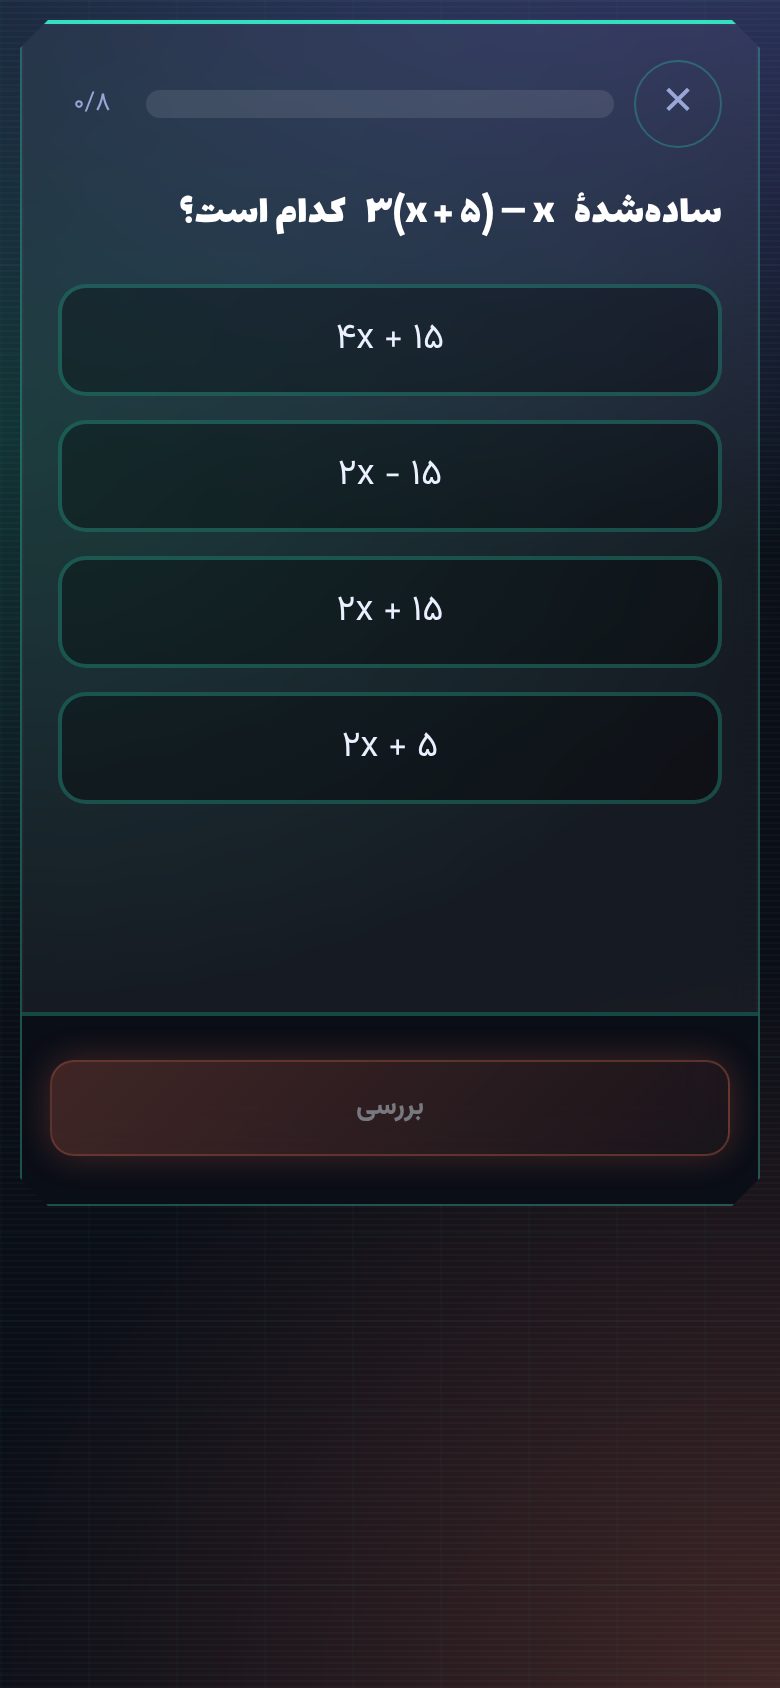 ۰/۸ ✕
ساده‌شدهٔ ۳(x + ۵) − x کدام است؟
۴x + ۱۵
۲x − ۱۵
۲x + ۱۵
۲x + ۵
بررسی